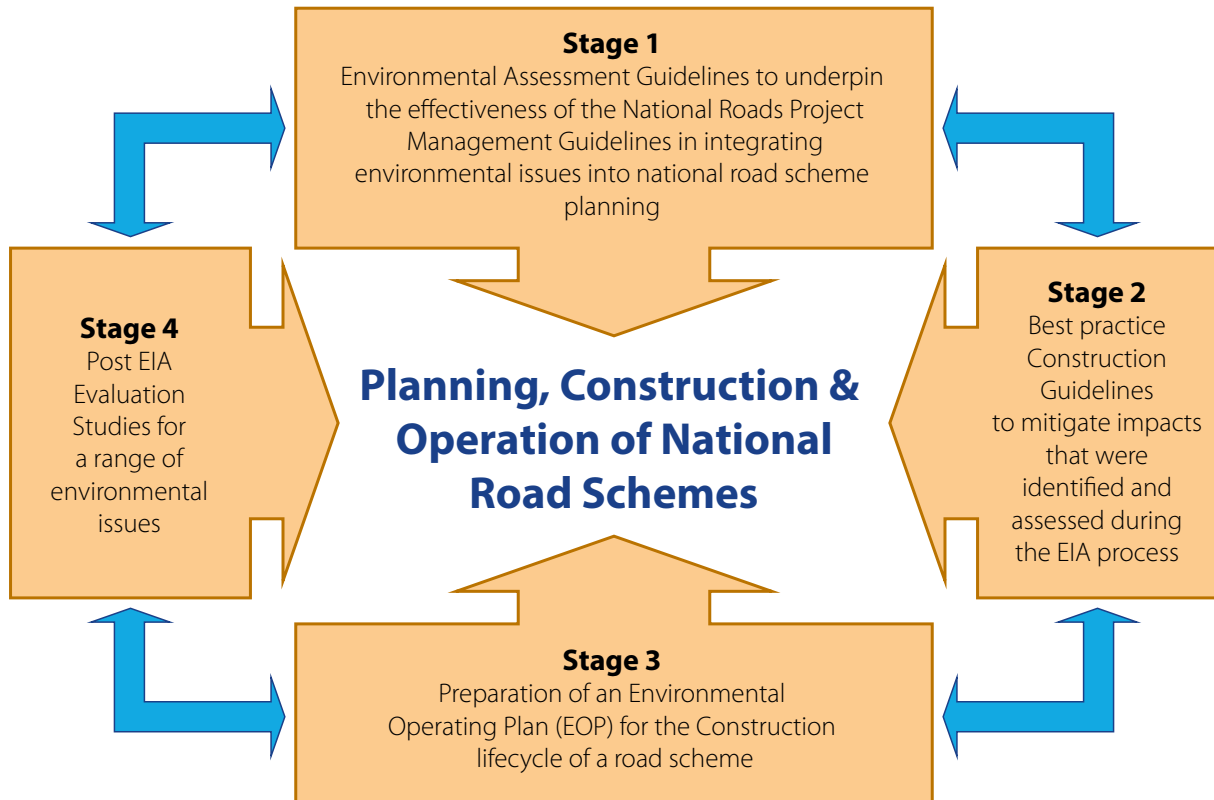 Stage 1
Environmental Assessment Guidelines to underpin
the effectiveness of the National Roads Project
Management Guidelines in integrating
environmental issues into national road scheme
planning
Stage 4
Post EIA
Evaluation
Studies for
a range of
environmental
issues
Planning, Construction &
Operation of National
Road Schemes
Stage 2
Best practice
Construction
Guidelines
to mitigate impacts
that were
identified and
assessed during
the EIA process
Stage 3
Preparation of an Environmental
Operating Plan (EOP) for the Construction
lifecycle of a road scheme